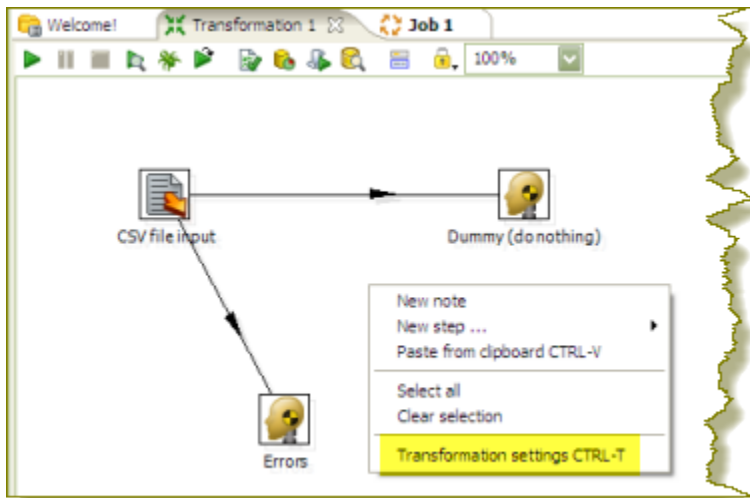 Welcome! Transformation 1 Job 1
100%
CSV file input
Dummy (do nothing)
New note
New step ...
Paste from clipboard CTRL-V
Select all
Clear selection
Transformation settings CTRL-T
Errors